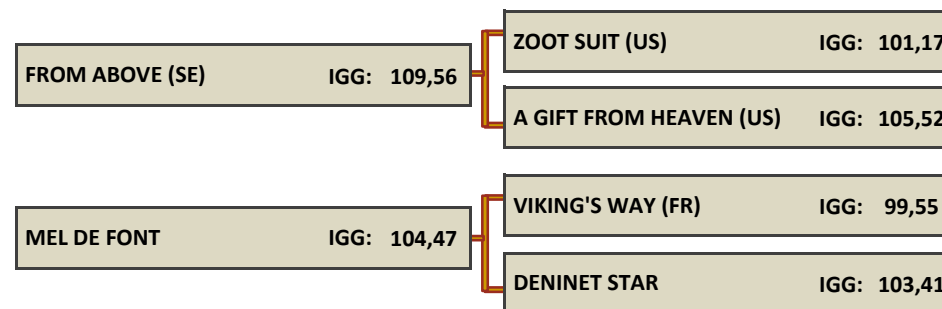 ZOOT SUIT (US) IGG: 101,17
FROM ABOVE (SE) IGG: 109,56
A GIFT FROM HEAVEN (US) IGG: 105,52
VIKING'S WAY (FR) IGG: 99,55
MEL DE FONT IGG: 104,47
DENINET STAR IGG: 103,41